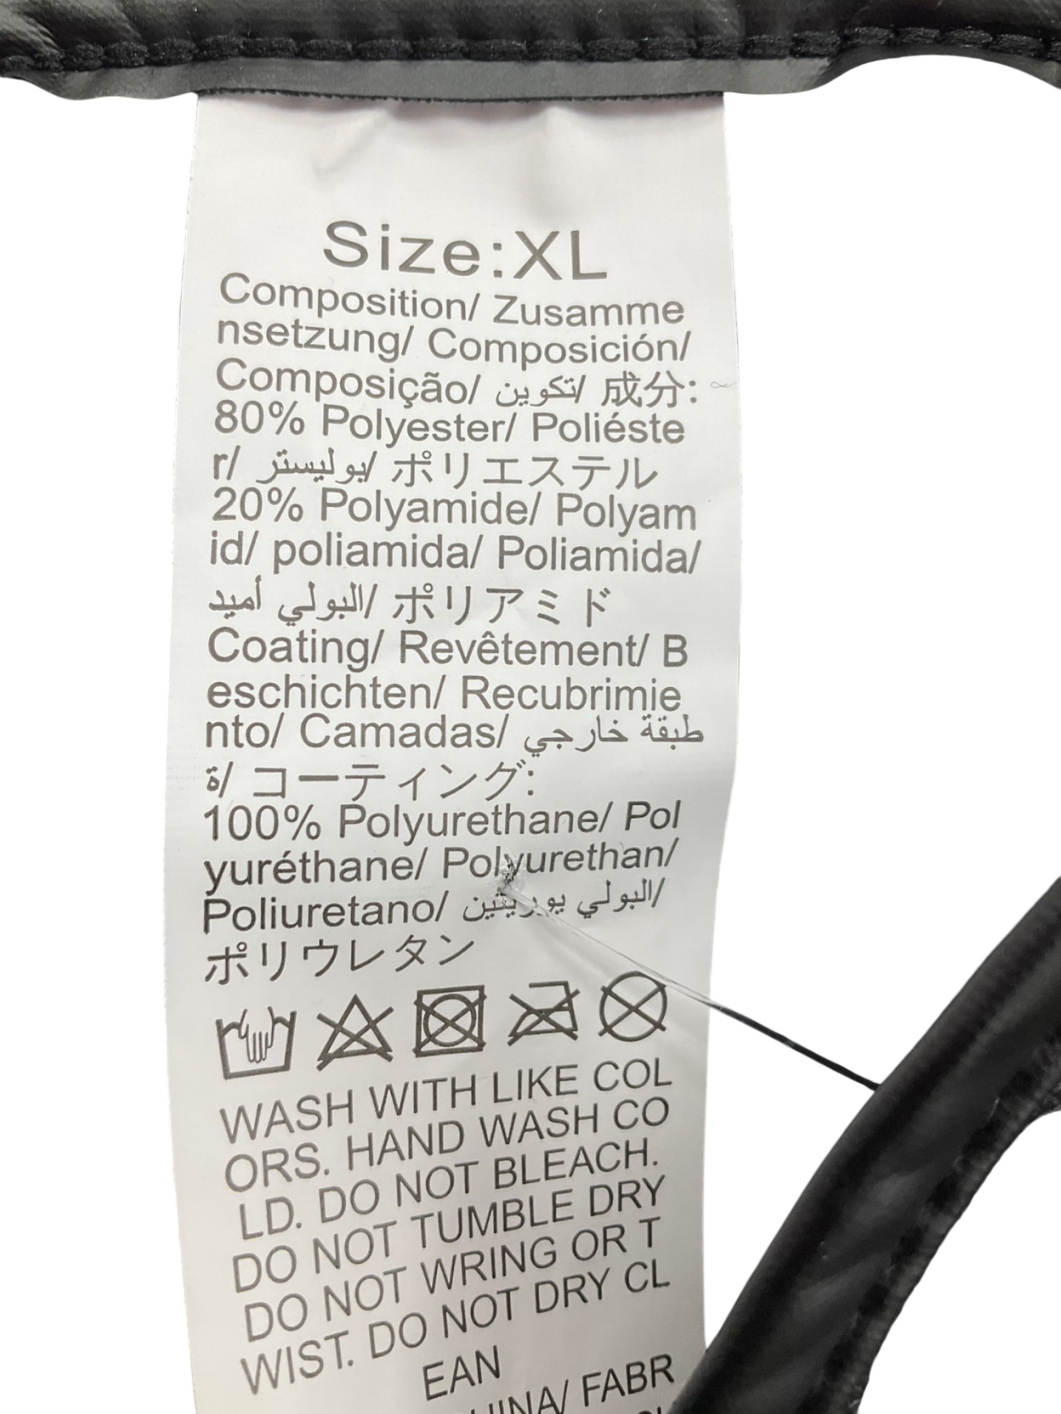 Size:XL
Composition/ Zusamme
nsetzung/ Composición/
Composição/ تكوين/ 成分:
80% Polyester/ Poliéste
r/ بوليستر/ ポリエステル
20% Polyamide/ Polyam
id/ poliamida/ Poliamida/
البولي أميد/ ポリアミド
Coating/ Revêtement/ B
eschichten/ Recubrimie
nto/ Camadas/ طبقة خارجي
ة/ コーティング:
100% Polyurethane/ Pol
yuréthane/ Polyurethan/
Poliuretano/ البولي يوريثين/
ポリウレタン
WASH WITH LIKE COL
ORS. HAND WASH CO
LD. DO NOT BLEACH.
DO NOT TUMBLE DRY
DO NOT WRING OR T
WIST. DO NOT DRY CL
EAN
FABR